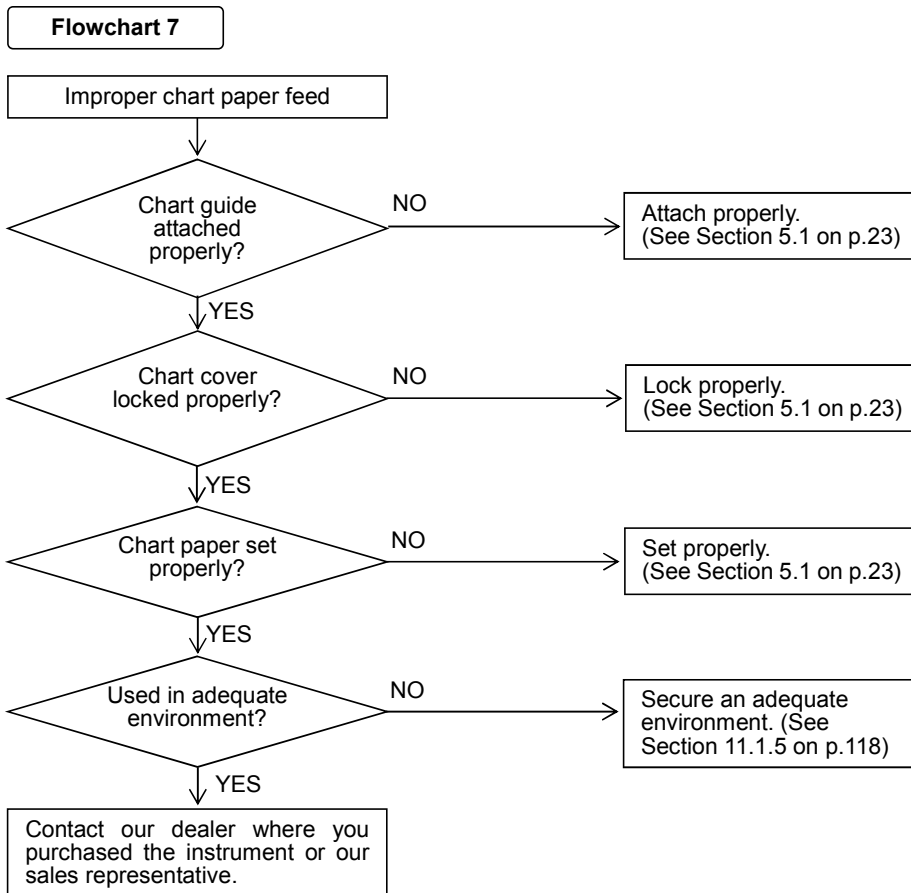 Flowchart 7
Improper chart paper feed
Chart guide
attached
properly?
NO
Attach properly.
(See Section 5.1 on p.23)
YES
Chart cover
locked properly?
NO
Lock properly.
(See Section 5.1 on p.23)
YES
Chart paper set
properly?
NO
Set properly.
(See Section 5.1 on p.23)
YES
Used in adequate
environment?
NO
Secure an adequate
environment. (See
Section 11.1.5 on p.118)
YES
Contact our dealer where you
purchased the instrument or our
sales representative.